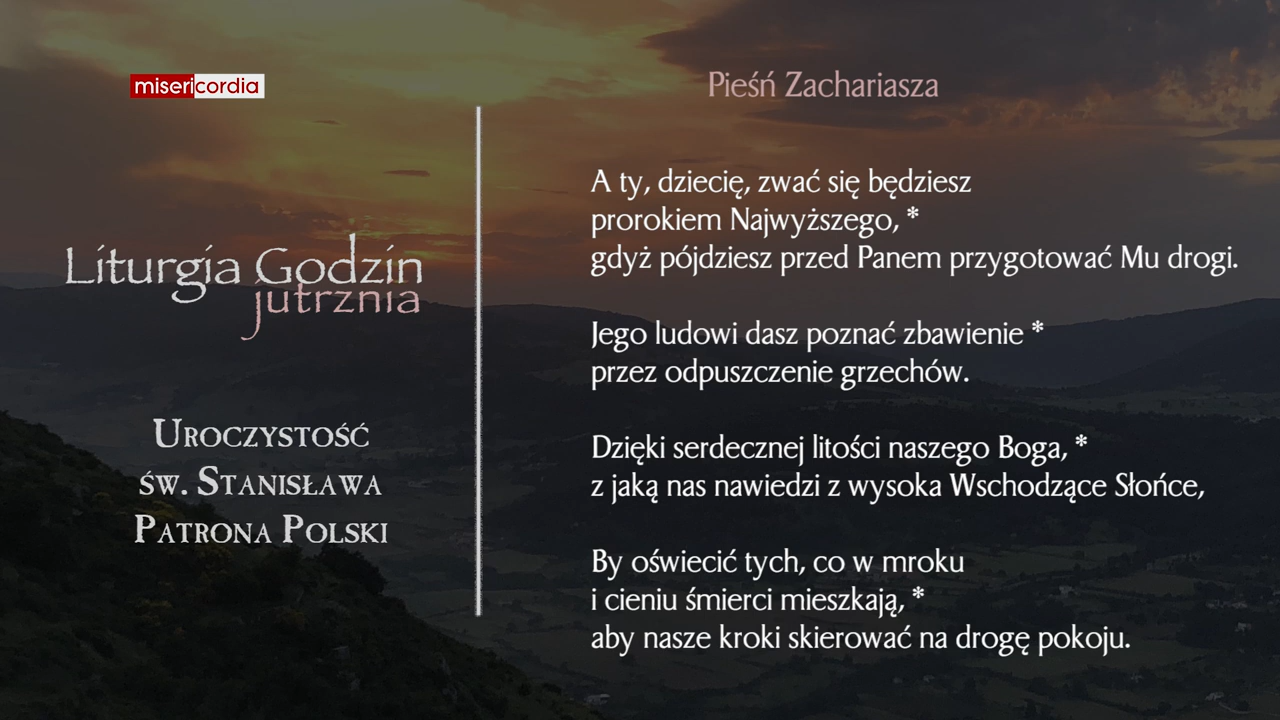 misericordia
Liturgia Godzin
jutrznia
Uroczystość
św. Stanisława
Patrona Polski
Pieśń Zachariasza
A ty, dziecię, zwać się będziesz
prorokiem Najwyższego, *
gdyż pójdziesz przed Panem przygotować Mu drogi.
Jego ludowi dasz poznać zbawienie *
przez odpuszczenie grzechów.
Dzięki serdecznej litości naszego Boga, *
z jaką nas nawiedzi z wysoka Wschodzące Słońce,
By oświecić tych, co w mroku
i cieniu śmierci mieszkają, *
aby nasze kroki skierować na drogę pokoju.